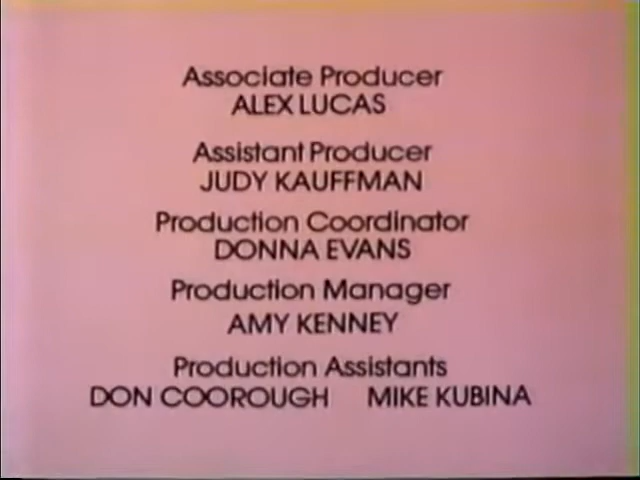 Associate Producer
ALEX LUCAS
Assistant Producer
JUDY KAUFFMAN
Production Coordinator
DONNA EVANS
Production Manager
AMY KENNEY
Production Assistants
DON COOROUGH MIKE KUBINA